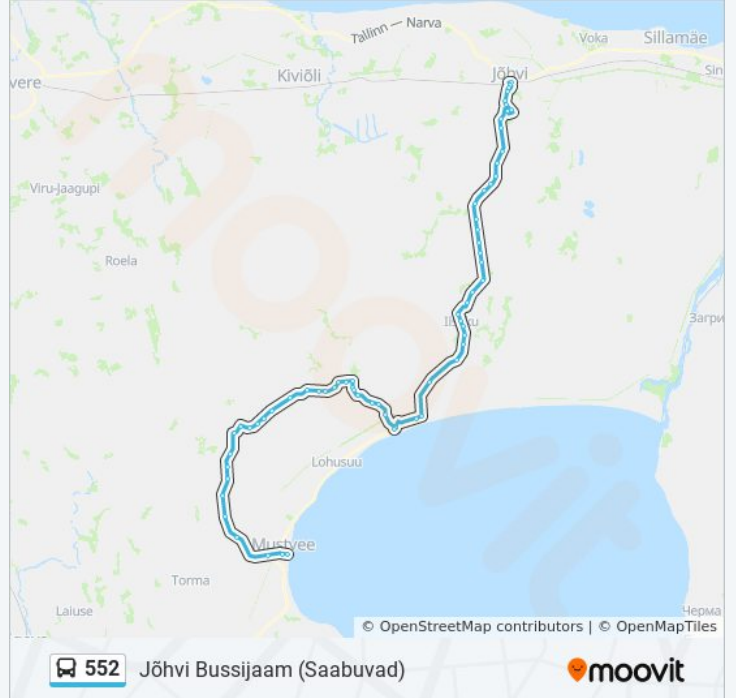 Tallinn — Narva
Voka
Sillamäe
vere
Kiviõli
Jõhvi
Sin
Viru-Jaagupi
Roela
Загри
Lohusuu
Mustvee
Torma
Laiuse
Черма
moovit
© OpenStreetMap contributors | © OpenMapTiles
552 Jõhvi Bussijaam (Saabuvad)
moovit